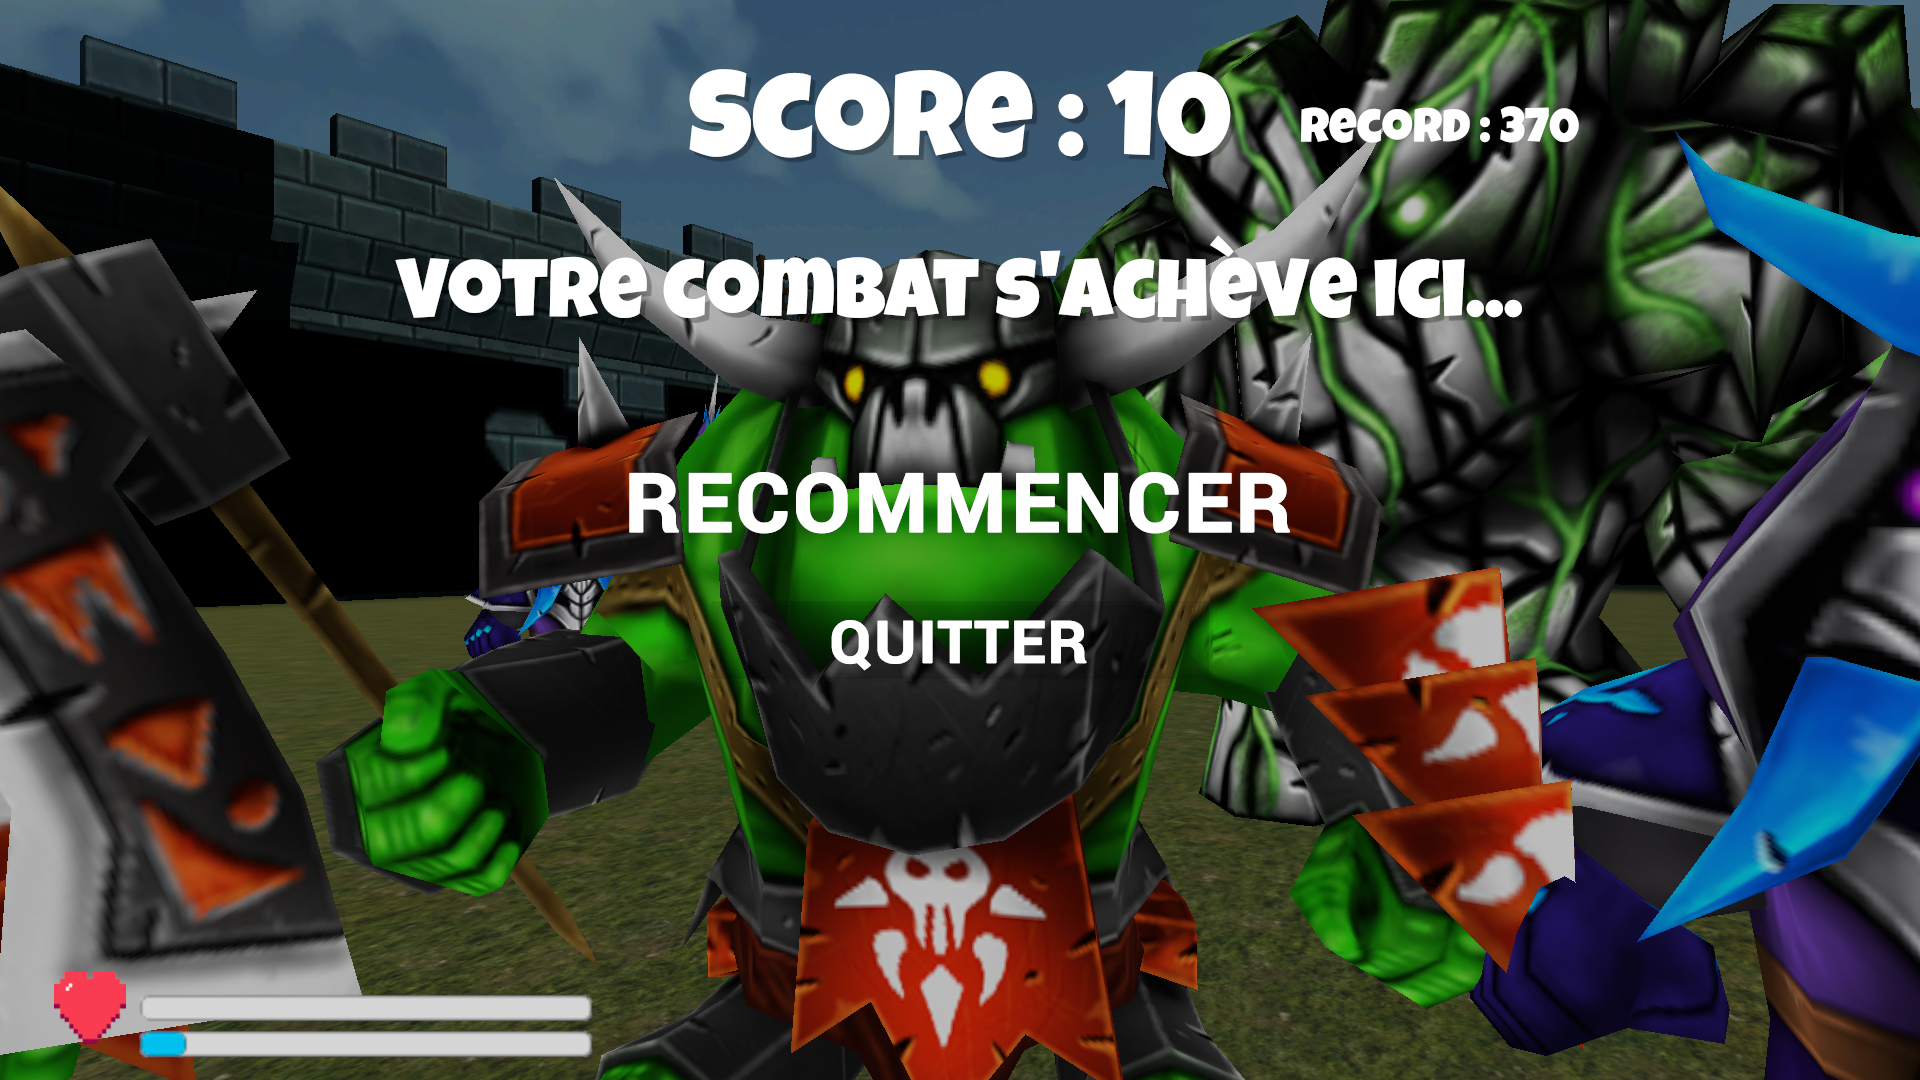 SCORE : 10
RECORD : 370
VOTRE COMBAT S'ACHÈVE ICI...
RECOMMENCER
QUITTER